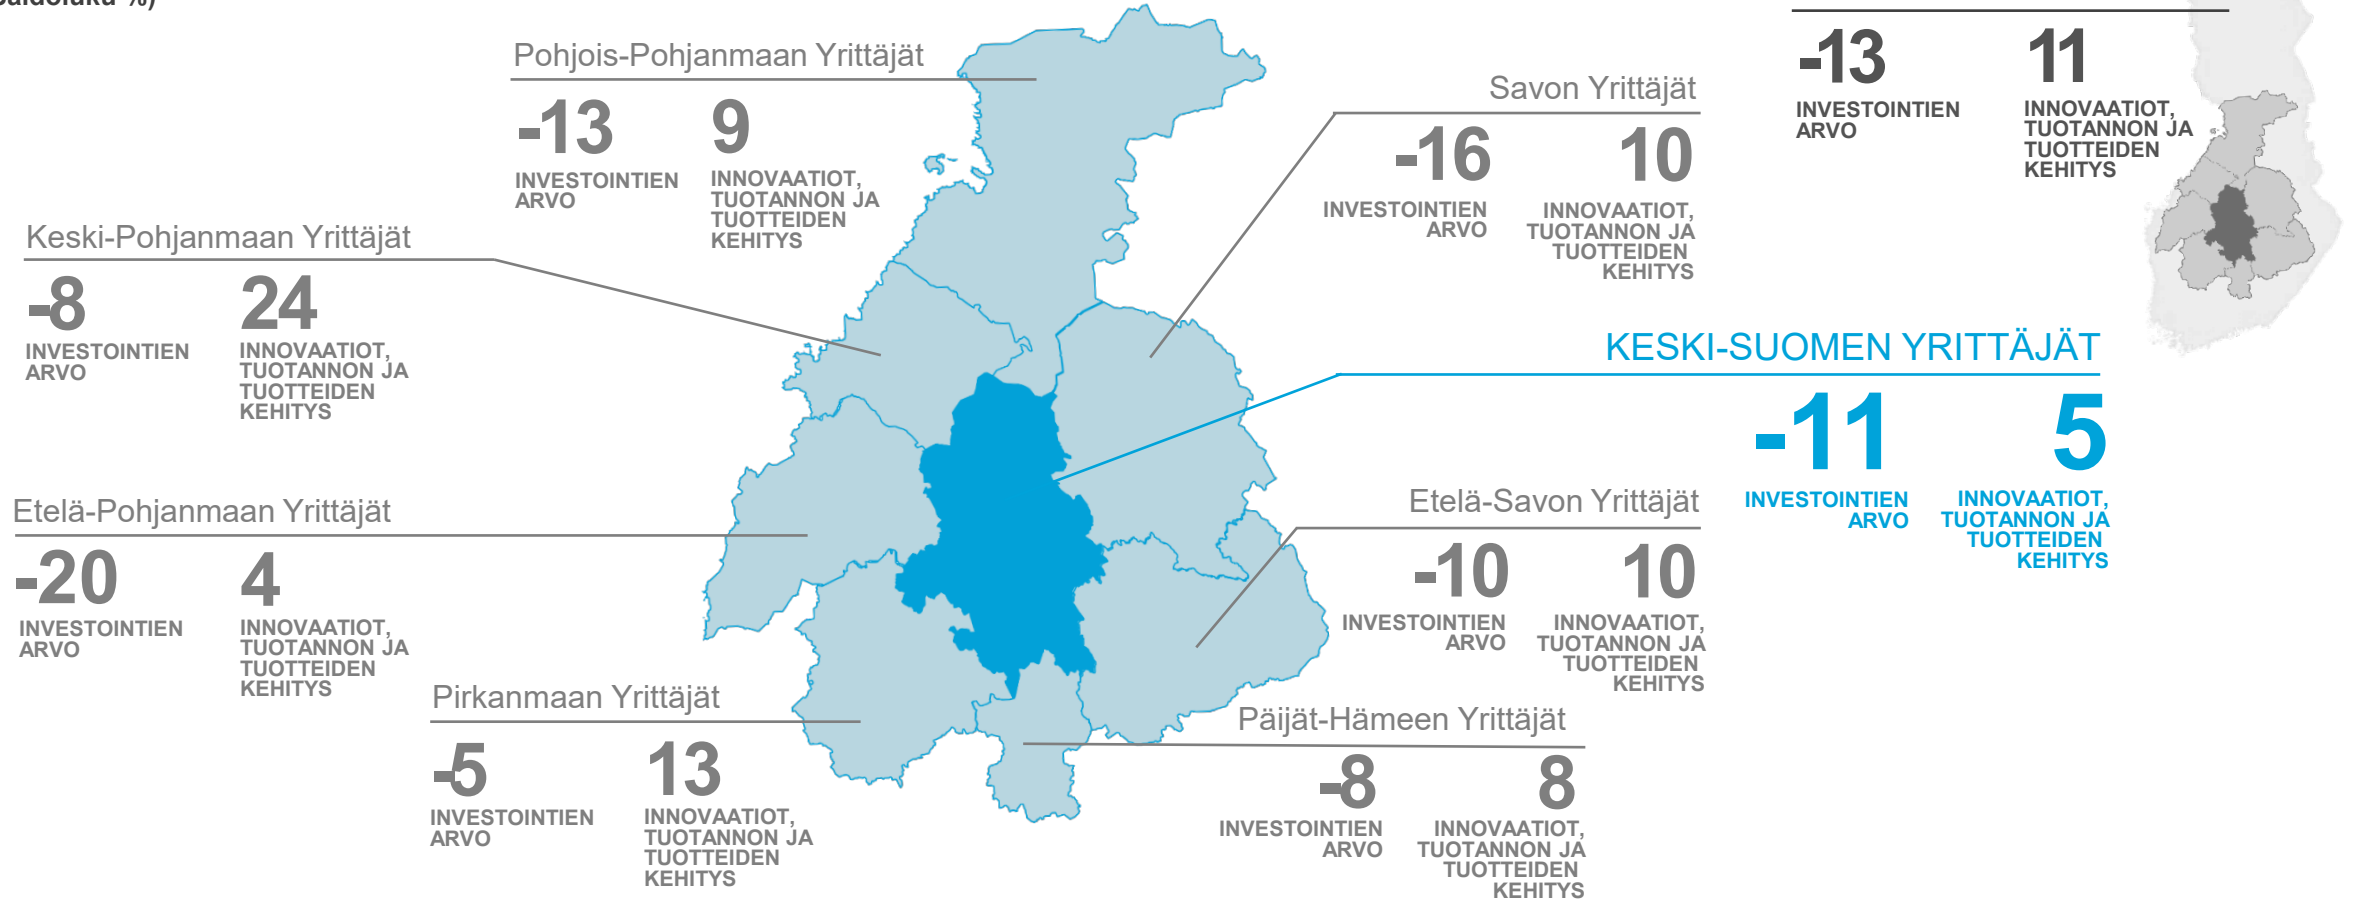 Pohjois-Pohjanmaan Yrittäjät
-13
9
INVESTOINTIEN
ARVO
INNOVAATIOT,
TUOTANNON JA
TUOTTEIDEN
KEHITYS
Savon Yrittäjät
-16
10
INVESTOINTIEN
ARVO
INNOVAATIOT,
TUOTANNON JA
TUOTTEIDEN
KEHITYS
-13
11
INVESTOINTIEN
ARVO
INNOVAATIOT,
TUOTANNON JA
TUOTTEIDEN
KEHITYS
Keski-Pohjanmaan Yrittäjät
-8
24
INVESTOINTIEN
ARVO
INNOVAATIOT,
TUOTANNON JA
TUOTTEIDEN
KEHITYS
KESKI-SUOMEN YRITTÄJÄT
-11
5
INVESTOINTIEN
ARVO
INNOVAATIOT,
TUOTANNON JA
TUOTTEIDEN
KEHITYS
Etelä-Pohjanmaan Yrittäjät
-20
4
INVESTOINTIEN
ARVO
INNOVAATIOT,
TUOTANNON JA
TUOTTEIDEN
KEHITYS
Etelä-Savon Yrittäjät
-10
10
INVESTOINTIEN
ARVO
INNOVAATIOT,
TUOTANNON JA
TUOTTEIDEN
KEHITYS
Pirkanmaan Yrittäjät
-5
13
INVESTOINTIEN
ARVO
INNOVAATIOT,
TUOTANNON JA
TUOTTEIDEN
KEHITYS
Päijät-Hämeen Yrittäjät
-8
8
INVESTOINTIEN
ARVO
INNOVAATIOT,
TUOTANNON JA
TUOTTEIDEN
KEHITYS